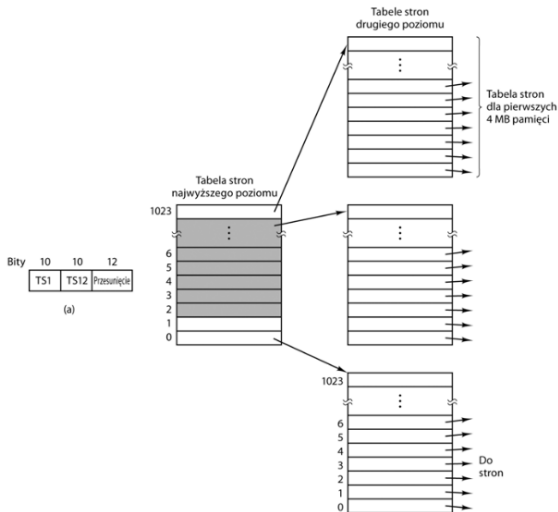 Tabele stron
drugiego poziomu
Tabela stron
dla pierwszych
4 MB pamięci
Tabela stron
najwyższego poziomu
1023
6
5
4
3
2
1
0
Bity 10 10 12
TS1 TS12 Przesunięcie
(a)
1023
6
5
4
3
2
1
0
Do
stron